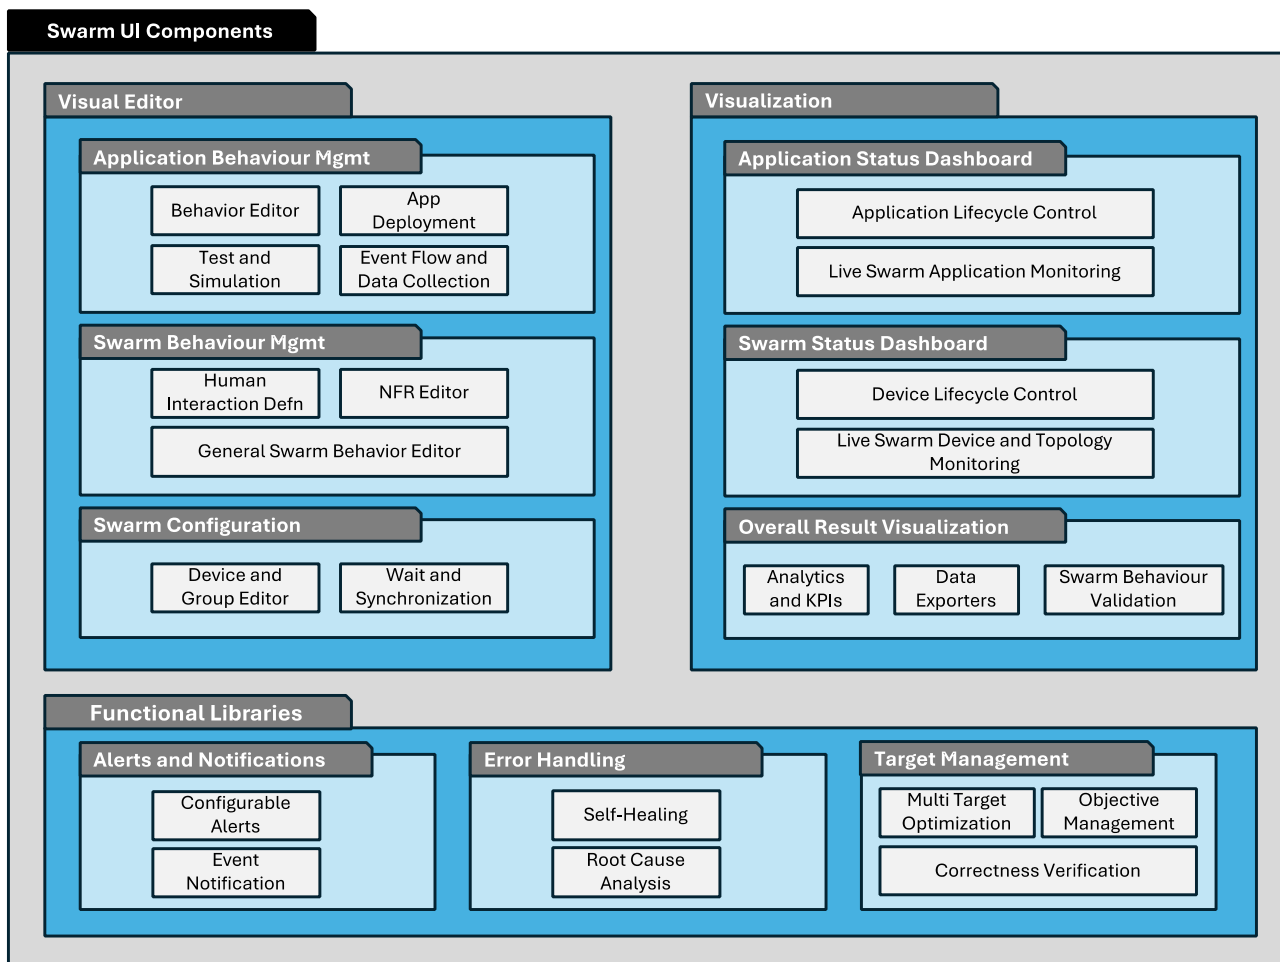 Swarm UI Components
Visual Editor
Application Behaviour Mgmt
Behavior Editor
App
Deployment
Test and
Simulation
Event Flow and
Data Collection
Swarm Behaviour Mgmt
Human
Interaction Defn
NFR Editor
General Swarm Behavior Editor
Swarm Configuration
Device and
Group Editor
Wait and
Synchronization
Visualization
Application Status Dashboard
Application Lifecycle Control
Live Swarm Application Monitoring
Swarm Status Dashboard
Device Lifecycle Control
Live Swarm Device and Topology
Monitoring
Overall Result Visualization
Analytics
and KPIs
Data
Exporters
Swarm Behaviour
Validation
Functional Libraries
Alerts and Notifications
Configurable
Alerts
Event
Notification
Error Handling
Self-Healing
Root Cause
Analysis
Target Management
Multi Target
Optimization
Objective
Management
Correctness Verification